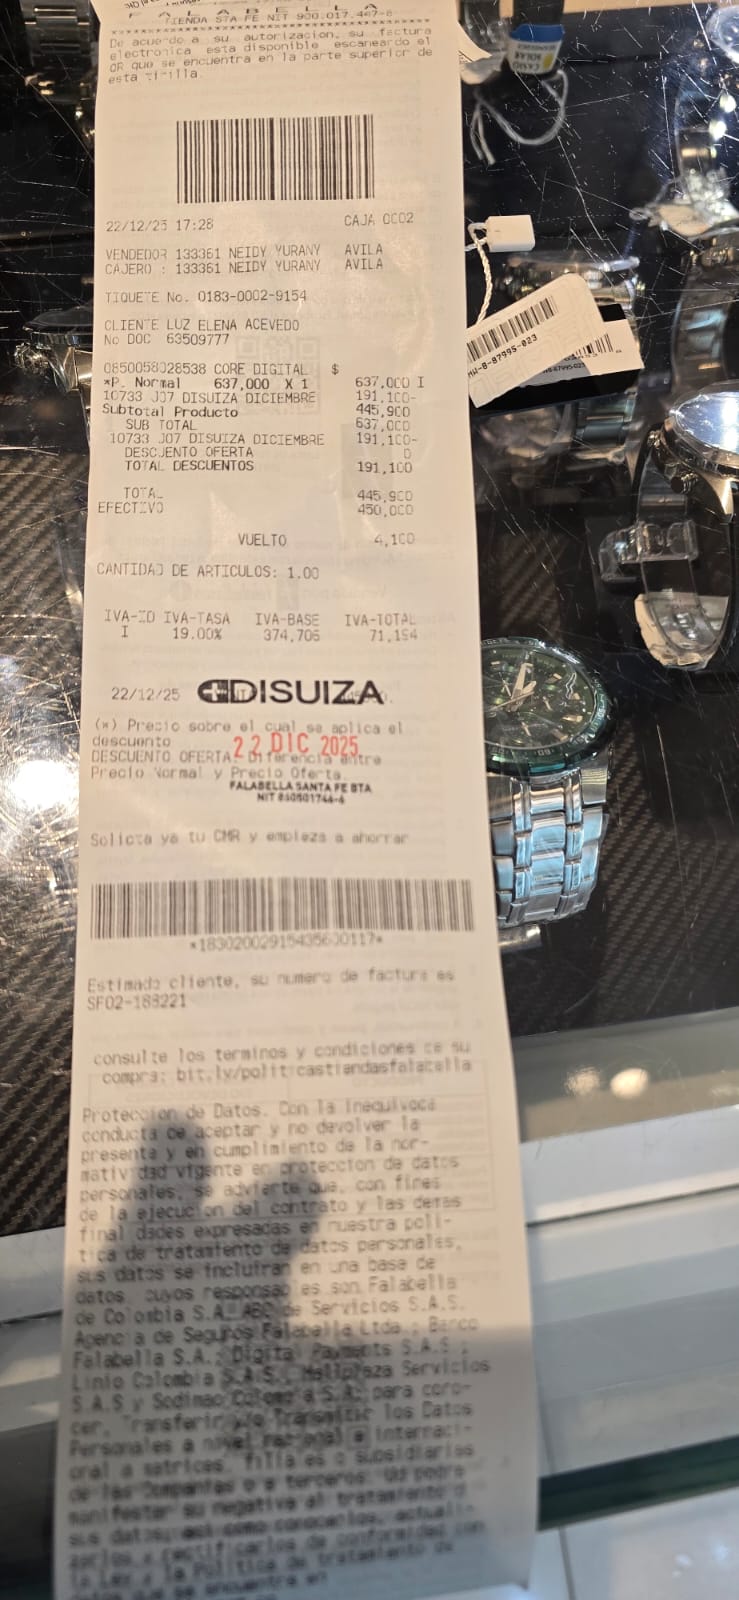 F A L A B E L L A
TIENDA STA FE NIT 900.017.447-8
De acuerdo a su autorizacion, su factura
electronica esta disponible escaneando el
QR que se encuentra en la parte superior de
esta tirilla.
22/12/25 17:28 CAJA 0002
VENDEDOR 133361 NEIDY YURANY AVILA
CAJERO : 133361 NEIDY YURANY AVILA
TIQUETE No. 0183-0002-9154
CLIENTE LUZ ELENA ACEVEDO
No DOC 63509777
0850058028538 CORE DIGITAL $
*P. Normal 637,000 X 1 637,000 I
10733 J07 DISUIZA DICIEMBRE 191,100-
Subtotal Producto 445,900
SUB TOTAL 637,000
10733 J07 DISUIZA DICIEMBRE 191,100-
DESCUENTO OFERTA 0
TOTAL DESCUENTOS 191,100
TOTAL 445,900
EFECTIVO 450,000
VUELTO 4,100
CANTIDAD DE ARTICULOS: 1.00
IVA-ID IVA-TASA IVA-BASE IVA-TOTAL
I 19.00% 374,706 71,194
22/12/25 DISUIZA
(*) Precio sobre el cual se aplica el
descuento
22 DIC 2025
DESCUENTO OFERTA: Diferencia entre
Precio Normal y Precio Oferta.
FALABELLA SANTA FE BTA
NIT 860501744-6
Solicita ya tu CMR y empieza a ahorrar
*18302002915435600117*
Estimado cliente, su numero de factura es
SF02-188221
consulte los terminos y condiciones de su
compra: bit.ly/politicastiendasfalabella
Proteccion de Datos. Con la inequivoca
conducta de aceptar y no devolver la
presente y en cumplimiento de la nor-
matividad vigente en proteccion de datos
personales, se advierte que, con fines
de la ejecucion del contrato y las demas
finalidades expresadas en nuestra poli-
tica de tratamiento de datos personales,
sus datos se incluiran en una base de
datos, cuyos responsables son Falabella
de Colombia S.A. ABC de Servicios S.A.S.
Agencia de Seguros Falabella Ltda.; Banco
Falabella S.A.; Digital Payments S.A.S.;
Linio Colombia S.A.S.; Mallplaza Servicios
S.A.S y Sodimac Colombia S.A. para cono-
cer, Transferir y/o Transmitir los Datos
Personales a nivel nacional e internaci-
onal a matrices, filiales o subsidiarias
de las Companias o a terceros. Ud podra
manifestar su negativa al tratamiento d
sus datos, asi como conocerlos, actuali-
zarlos y rectificarlos de conformidad con
la Ley y la Politica de tratamiento de
CASIO
SOLAR
MW-8-87995-023